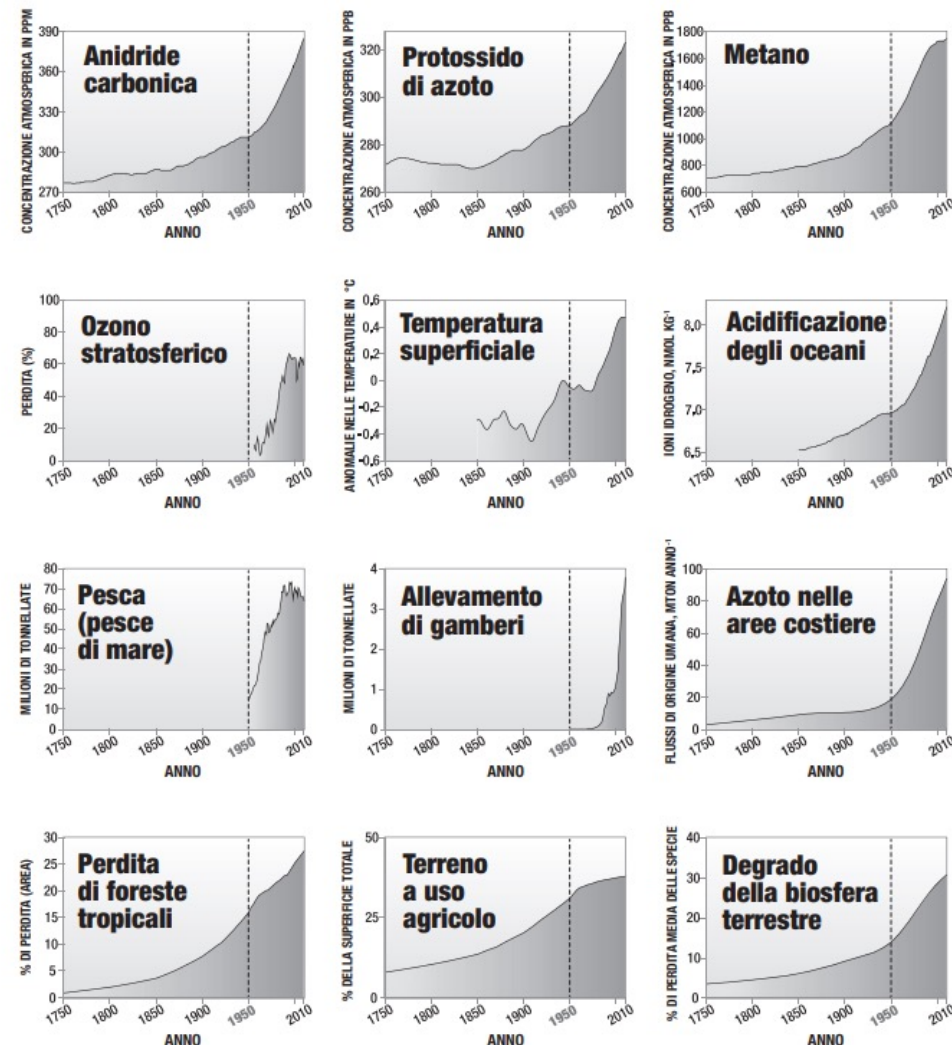 CONCENTRAZIONE ATMOSPERICA IN PPM
390
360
330
300
270
Anidride
carbonica
1750
1800
1850
1900
1950
2010
ANNO
CONCENTRAZIONE ATMOSPERICA IN PPB
320
300
280
260
Protossido
di azoto
1750
1800
1850
1900
1950
2010
ANNO
CONCENTRAZIONE ATMOSPERICA IN PPB
1800
1600
1400
1200
1000
800
600
Metano
1750
1800
1850
1900
1950
2010
ANNO
PERDITA (%)
100
80
60
40
20
0
Ozono
stratosferico
1750
1800
1850
1900
1950
2010
ANNO
ANOMALIE NELLE TEMPERATURE IN °C
0,6
0,4
0,2
0
-0.2
-0.4
-0,6
Temperatura
superficiale
1750
1800
1850
1900
1950
2010
ANNO
IONI IDROGENO, NMOL KG-¹
8,0
7,5
7,0
6,5
Acidificazione
degli oceani
1750
1800
1850
1900
1950
2010
ANNO
MILIONI DI TONNELLATE
80
70
60
50
40
30
20
10
0
Pesca
(pesce
di mare)
1750
1800
1850
1900
1950
2010
ANNO
MILIONI DI TONNELLATE
4
3
2
1
0
Allevamento
di gamberi
1750
1800
1850
1900
1950
2010
ANNO
FLUSSI DI ORIGINE UMANA, MTON ANNO-¹
100
80
60
40
20
0
Azoto nelle
aree costiere
1750
1800
1850
1900
1950
2010
ANNO
% DI PERDITA (AREA)
30
25
20
15
10
5
0
Perdita
di foreste
tropicali
1750
1800
1850
1900
1950
2010
ANNO
% DELLA SUPERFICIE TOTALE
50
25
0
Terreno
a uso
agricolo
1750
1800
1850
1900
1950
2010
ANNO
% DI PERDITA MEDIA DELLE SPECIE
40
30
20
10
0
Degrado
della biosfera
terrestre
1750
1800
1850
1900
1950
2010
ANNO